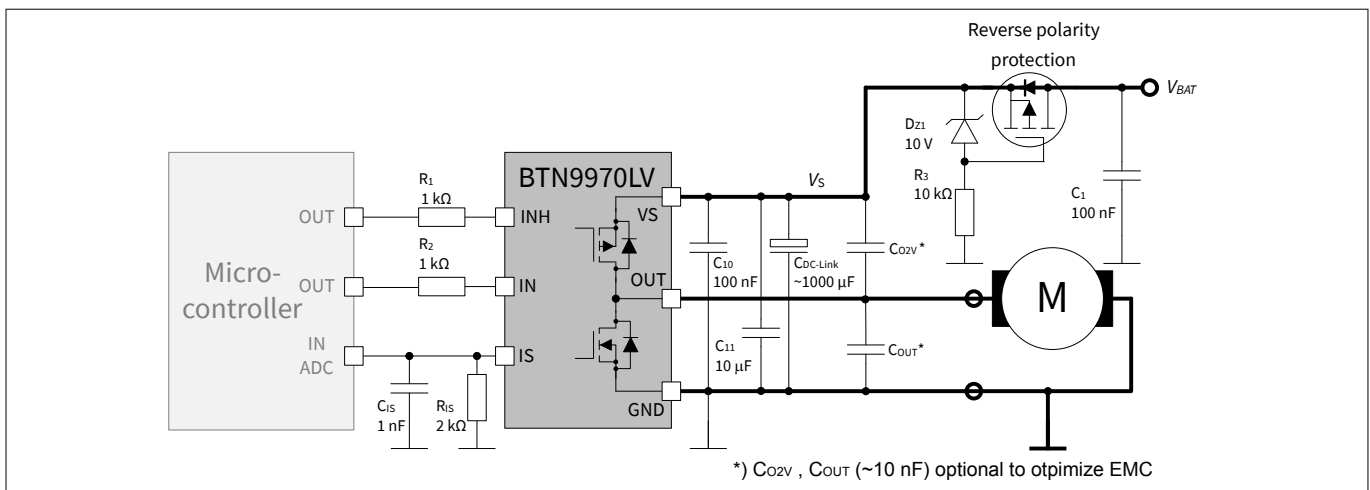 Reverse polarity
protection
VBAT
DZ1
10 V
R3
10 kΩ
C1
100 nF
Micro-
controller
OUT
OUT
IN
ADC
R1
1 kΩ
R2
1 kΩ
CIS
1 nF
RIS
2 kΩ
BTN9970LV
INH
IN
IS
VS
OUT
GND
VS
C10
100 nF
C11
10 µF
CDC-Link
~1000 µF
CO2V*
COUT*
M
*) CO2V , COUT (~10 nF) optional to otpimize EMC